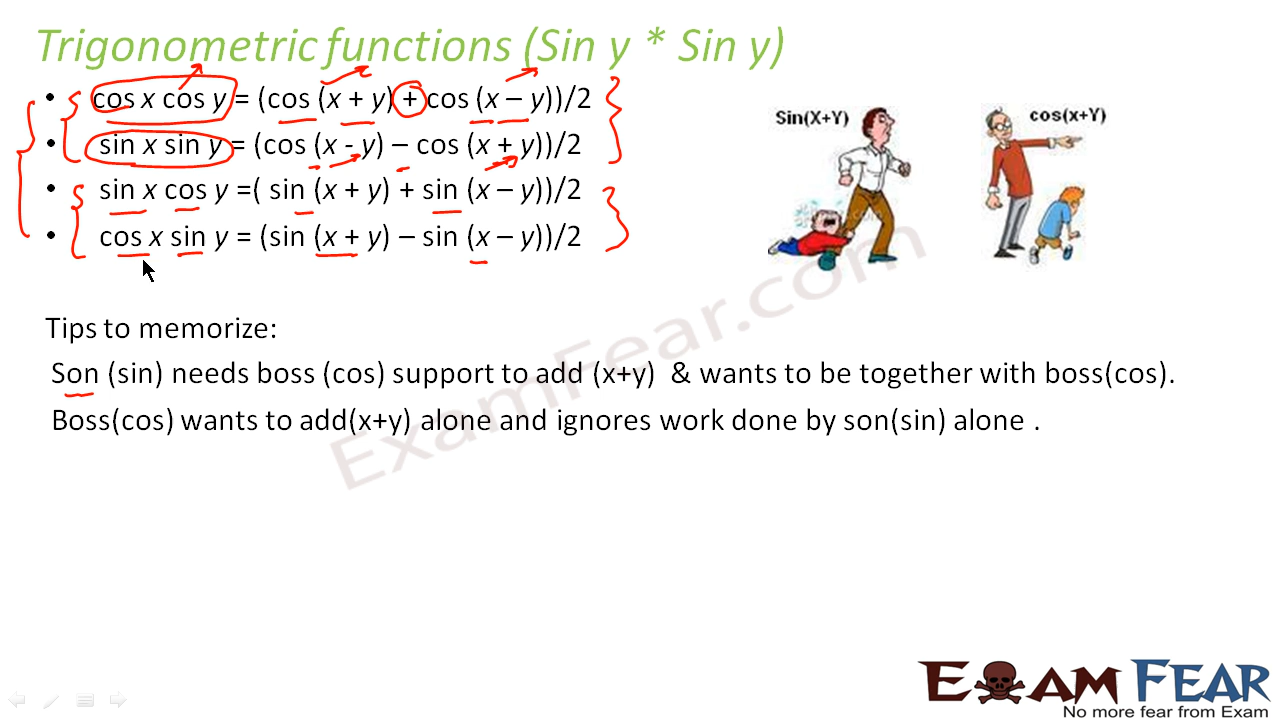 Trigonometric functions (Sin y * Sin y)
• cos x cos y = (cos (x + y) + cos (x – y))/2
• sin x sin y = (cos (x - y) – cos (x + y))/2
• sin x cos y =( sin (x + y) + sin (x – y))/2
• cos x sin y = (sin (x + y) – sin (x – y))/2
Sin(X+Y)
cos(x+Y)
Tips to memorize:
Son (sin) needs boss (cos) support to add (x+y) & wants to be together with boss(cos).
Boss(cos) wants to add(x+y) alone and ignores work done by son(sin) alone .
ExamFear.com
EXAM FEAR
No more fear from Exam